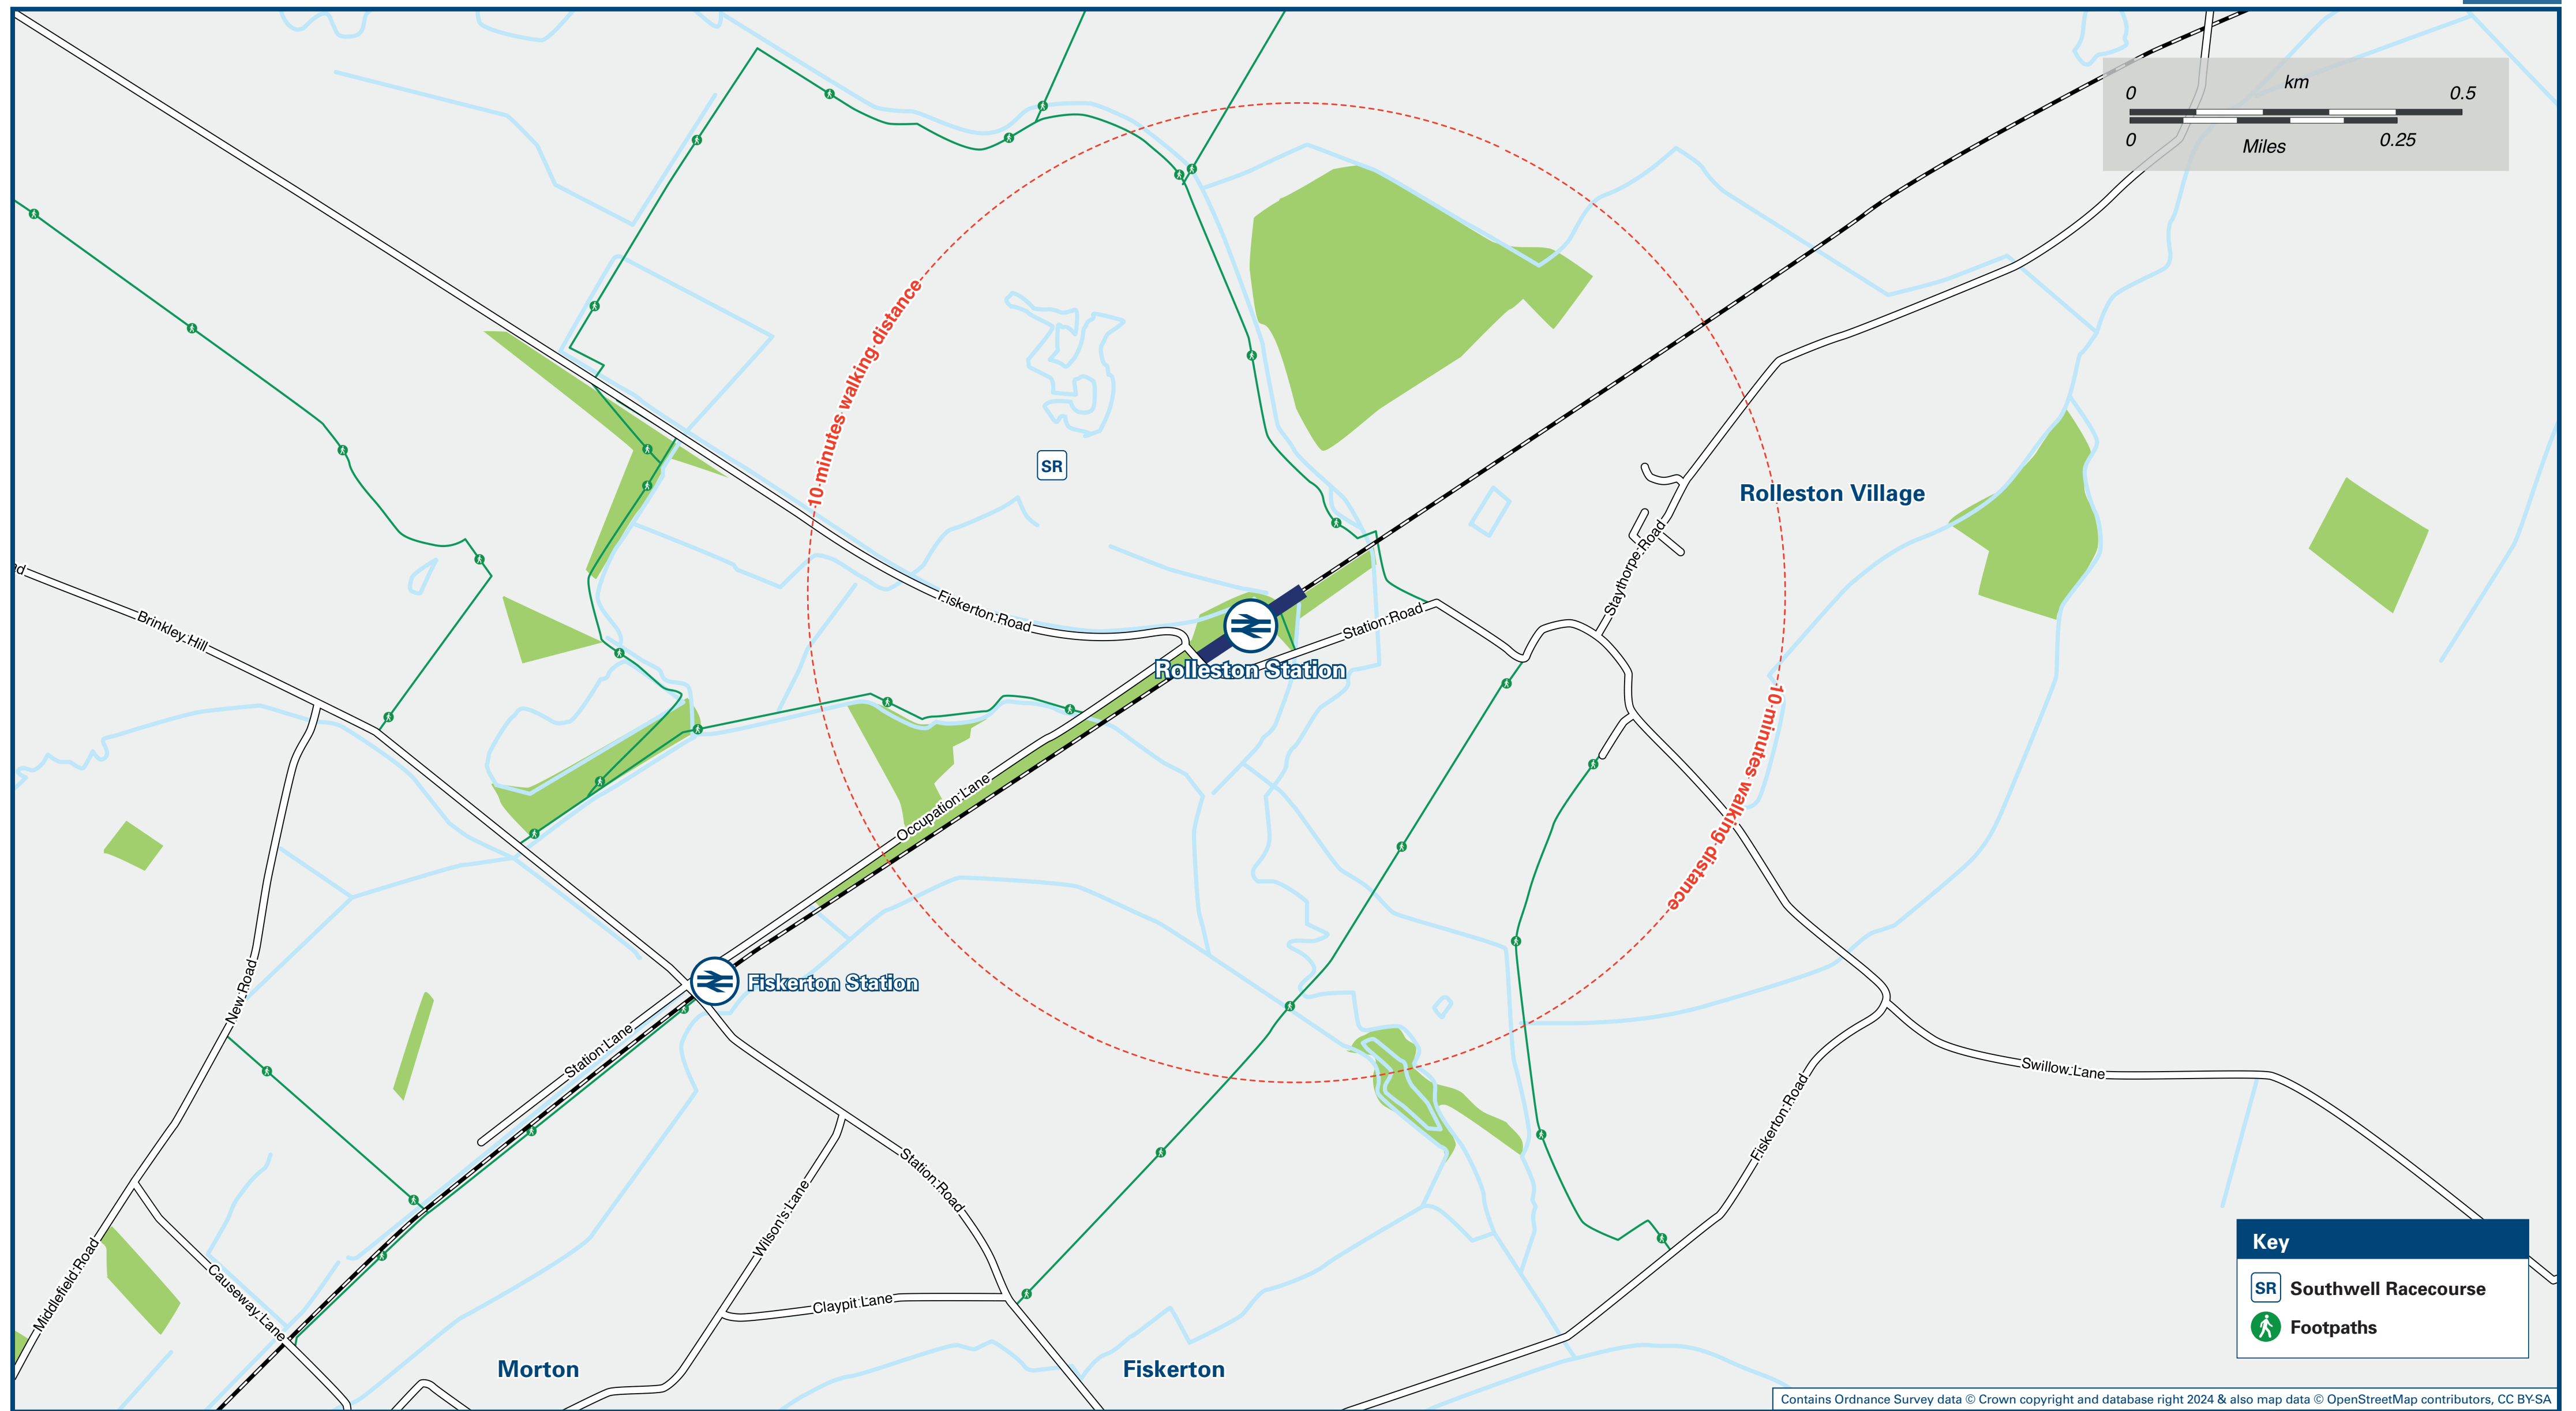 km
0 0.5
0 0.25
Miles
10 minutes walking distance
SR
Rolleston Village
Staythorpe Road
Fiskerton Road
Station Road
Brinkley Hill
Rolleston Station
10 minutes walking distance
Occupation Lane
Fiskerton Station
New Road
Station Lane
Swillow Lane
Fiskerton Road
Station Road
Wilson's Lane
Middlefield Road
Causeway Lane
Claypit Lane
Morton
Fiskerton
Key
SR Southwell Racecourse
Footpaths
Contains Ordnance Survey data © Crown copyright and database right 2024 & also map data © OpenStreetMap contributors, CC BY-SA